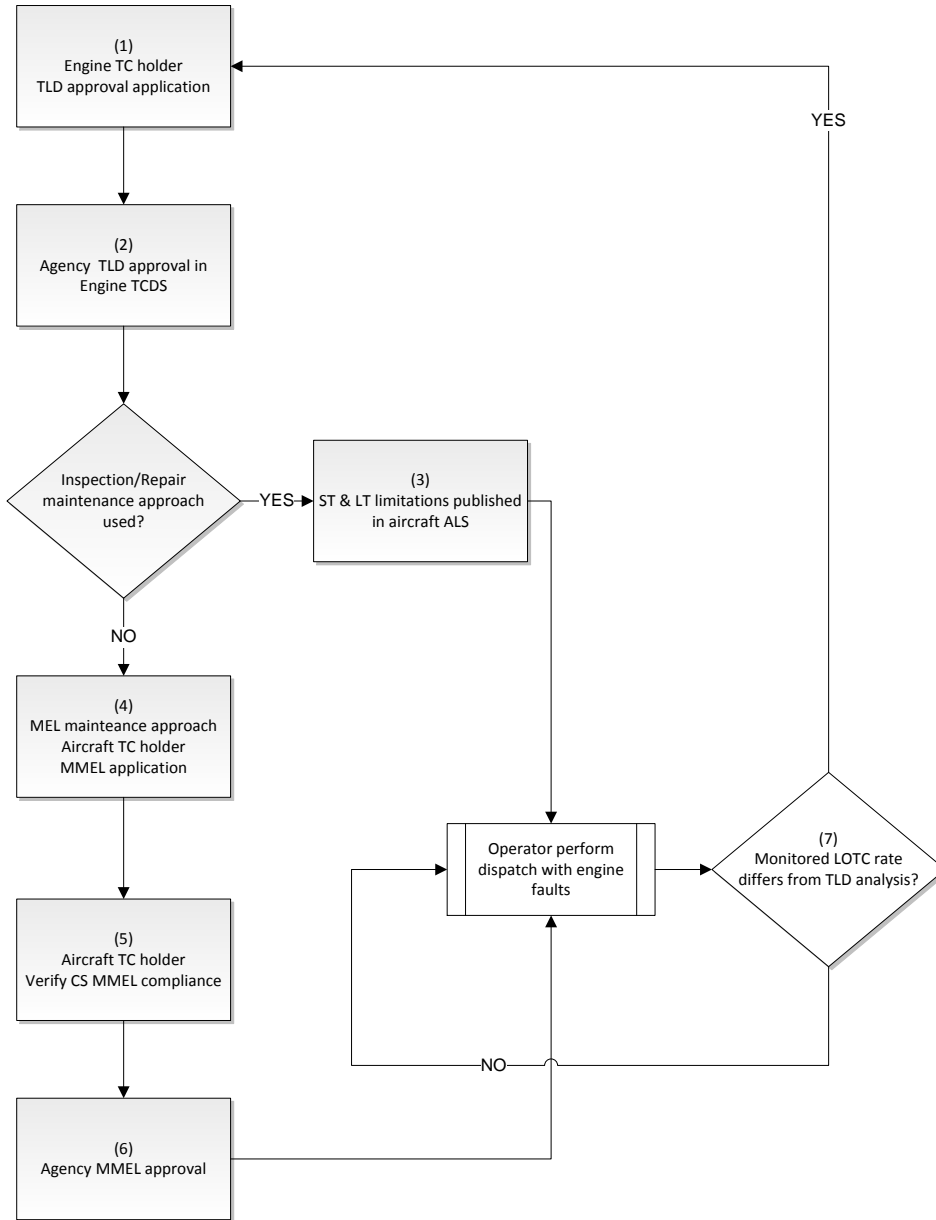 (1)
Engine TC holder
TLD approval application
YES
(2)
Agency TLD approval in
Engine TCDS
Inspection/Repair
maintenance approach
used?
YES
(3)
ST & LT limitations published
in aircraft ALS
NO
(4)
MEL mainteance approach
Aircraft TC holder
MMEL application
Operator perform
dispatch with engine
faults
(7)
Monitored LOTC rate
differs from TLD analysis?
(5)
Aircraft TC holder
Verify CS MMEL compliance
NO
(6)
Agency MMEL approval